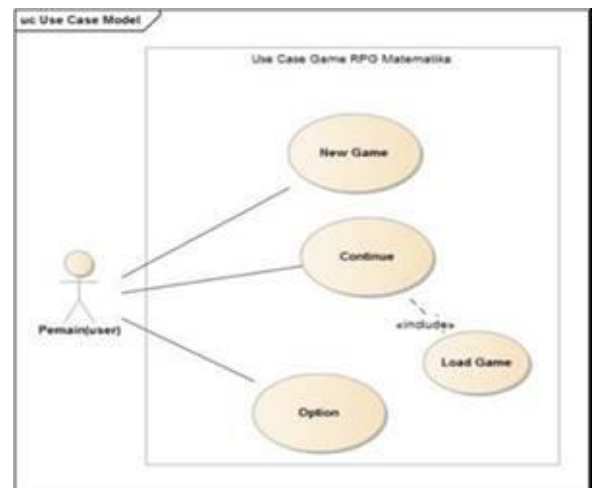 uc Use Case Model
Use Case Game RPG Matematika
New Game
Continue
Pemain(user)
«include»
Load Game
Option